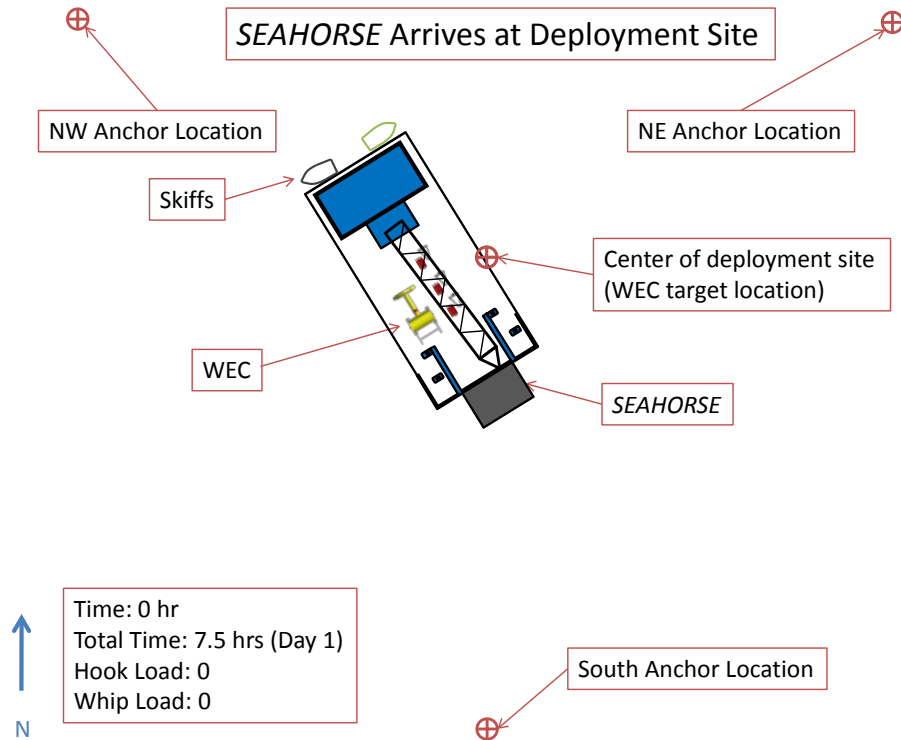 SEAHORSE Arrives at Deployment Site
NW Anchor Location
NE Anchor Location
Skiffs
Center of deployment site
(WEC target location)
WEC
SEAHORSE
Time: 0 hr
Total Time: 7.5 hrs (Day 1)
Hook Load: 0
Whip Load: 0
South Anchor Location
N